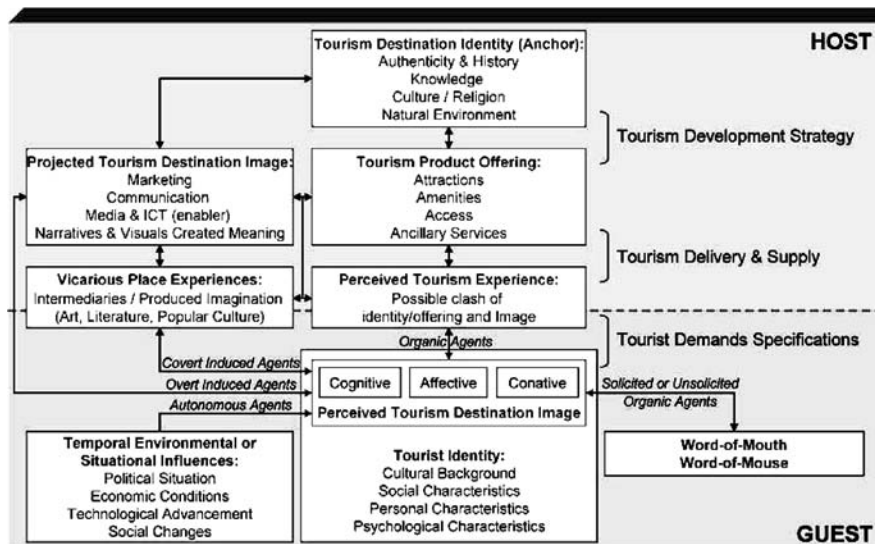 HOST
Tourism Destination Identity (Anchor):
Authenticity & History
Knowledge
Culture / Religion
Natural Environment
Tourism Development Strategy
Projected Tourism Destination Image:
Marketing
Communication
Media & ICT (enabler)
Narratives & Visuals Created Meaning
Tourism Product Offering:
Attractions
Amenities
Access
Ancillary Services
Tourism Delivery & Supply
Vicarious Place Experiences:
Intermediaries / Produced Imagination
(Art, Literature, Popular Culture)
Perceived Tourism Experience:
Possible clash of
identity/offering and Image
Tourist Demands Specifications
Organic Agents
Covert Induced Agents
Overt Induced Agents
Autonomous Agents
Cognitive
Affective
Conative
Perceived Tourism Destination Image
Solicited or Unsolicited
Organic Agents
Temporal Environmental or
Situational Influences:
Political Situation
Economic Conditions
Technological Advancement
Social Changes
Tourist Identity:
Cultural Background
Social Characteristics
Personal Characteristics
Psychological Characteristics
Word-of-Mouth
Word-of-Mouse
GUEST